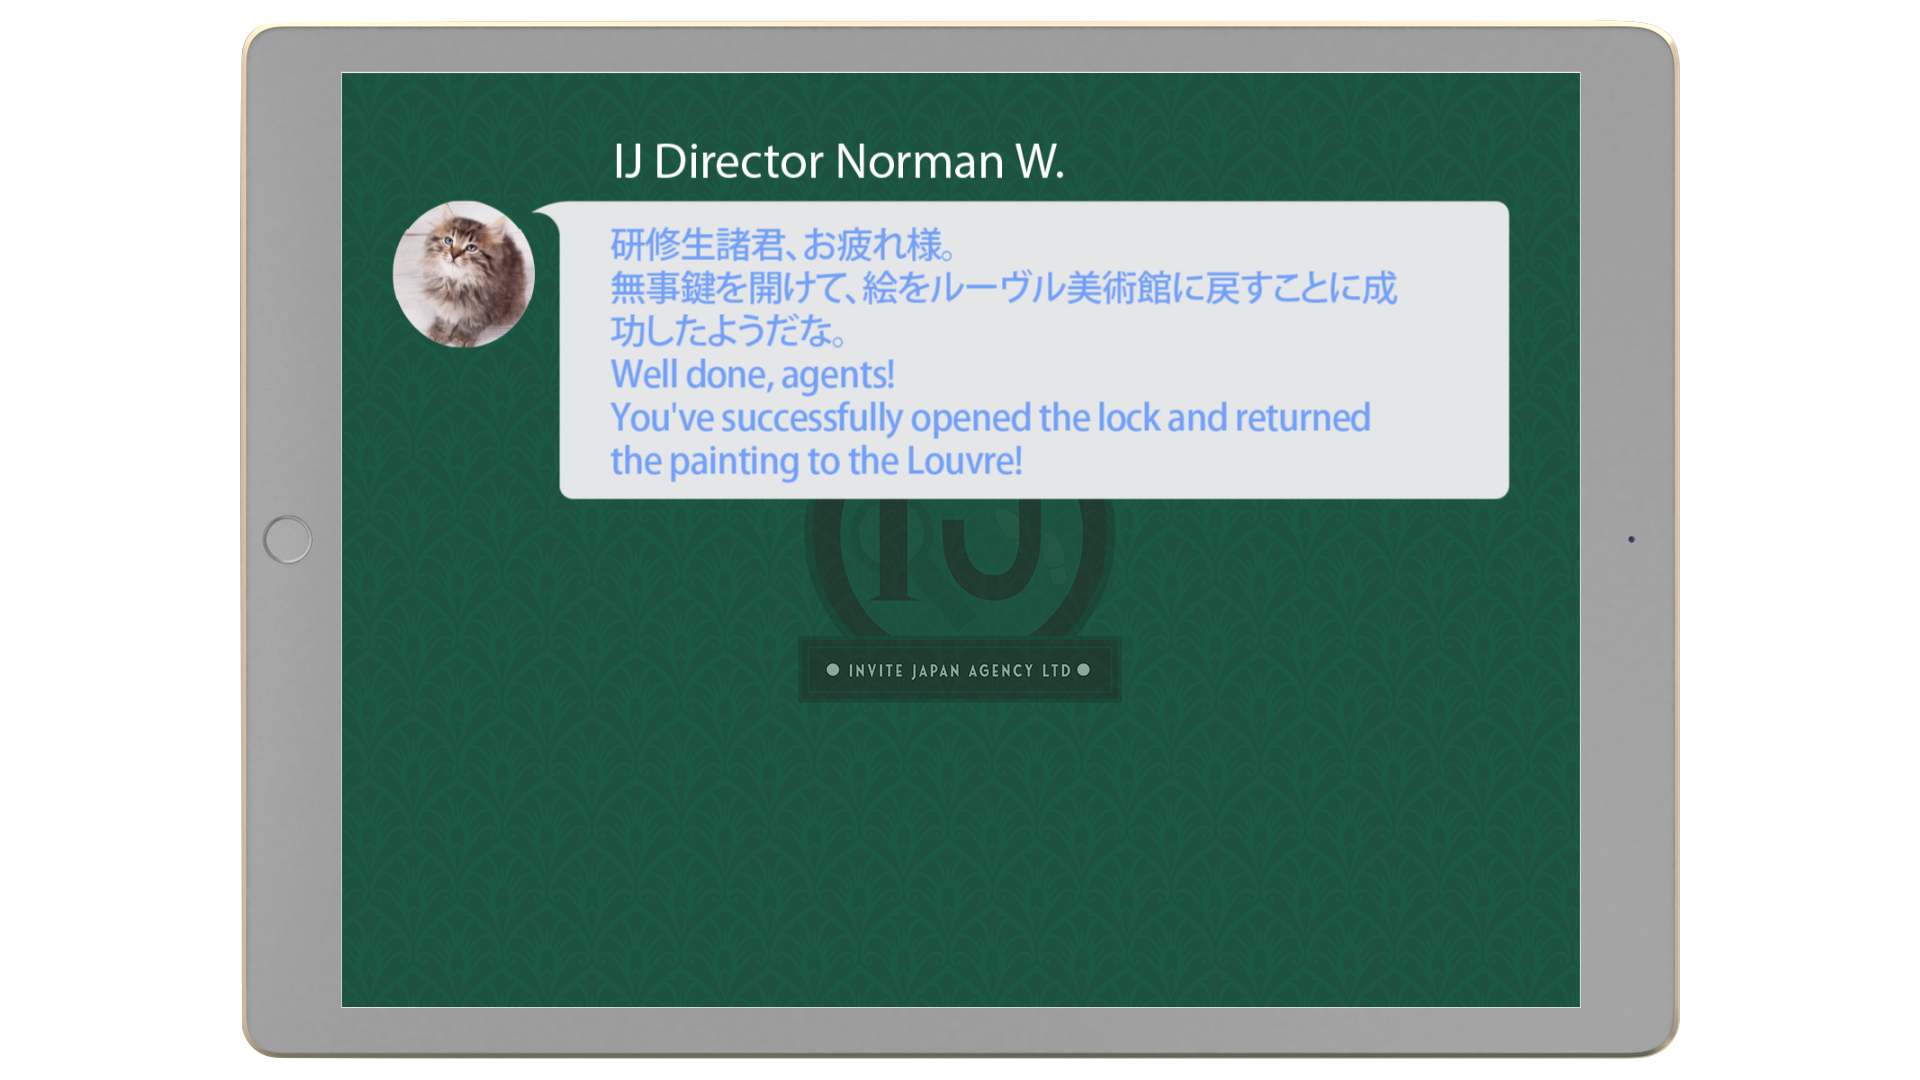 IJ Director Norman W.
研修生諸君、お疲れ様。
無事鍵を開けて、絵をルーヴル美術館に戻すことに成
功したようだな。
Well done, agents!
You've successfully opened the lock and returned
the painting to the Louvre!
IJ
INVITE JAPAN AGENCY LTD